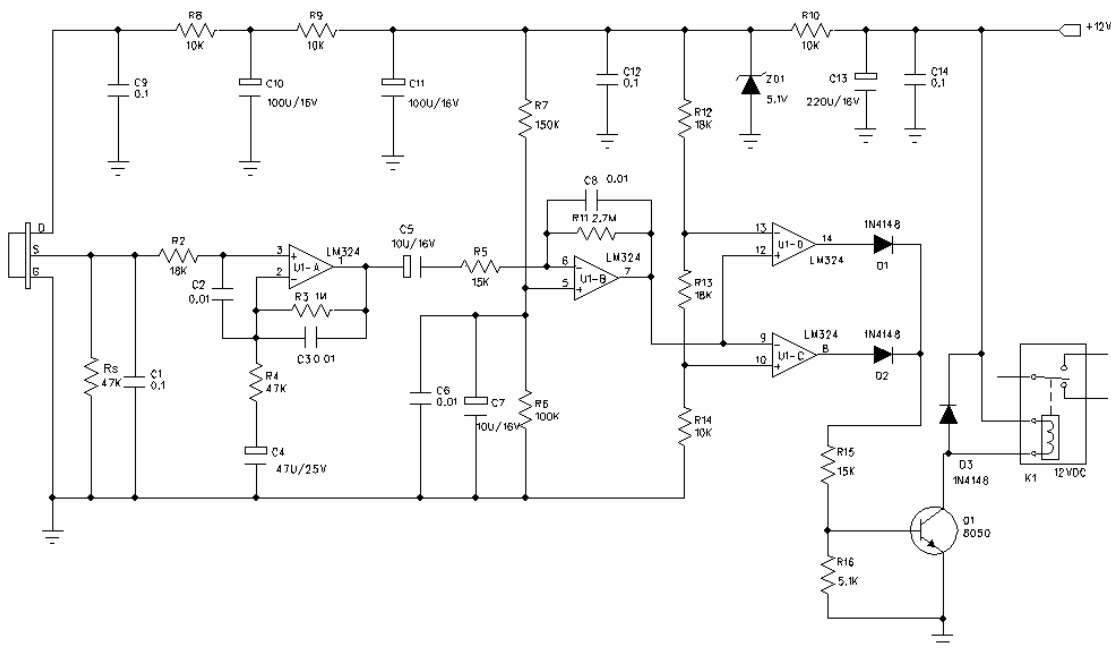 R8
10K
R9
10K
R10
10K
+12V
C9
0.1
C10
100U/16V
C11
100U/16V
C12
0.1
ZD1
5.1V
C13
220U/16V
C14
0.1
R7
150K
R12
18K
C8 0.01
R11 2.7M
D
S
G
R2
18K
C2
0.01
3
+
2
-
U1-A
LM324
1
C5
10U/16V
R5
15K
6
-
5
+
U1-B
LM324
7
13
-
12
+
U1-D
14
LM324
1N4148
D1
R3 1M
C3 0.01
R13
18K
9
-
10
+
U1-C
LM324
8
1N4148
D2
Rs
47K
C1
0.1
R4
47K
C4
47U/25V
C6
0.01
C7
10U/16V
R6
100K
R14
10K
R15
15K
D3
1N4148
K1
12VDC
Q1
8050
R16
5.1K